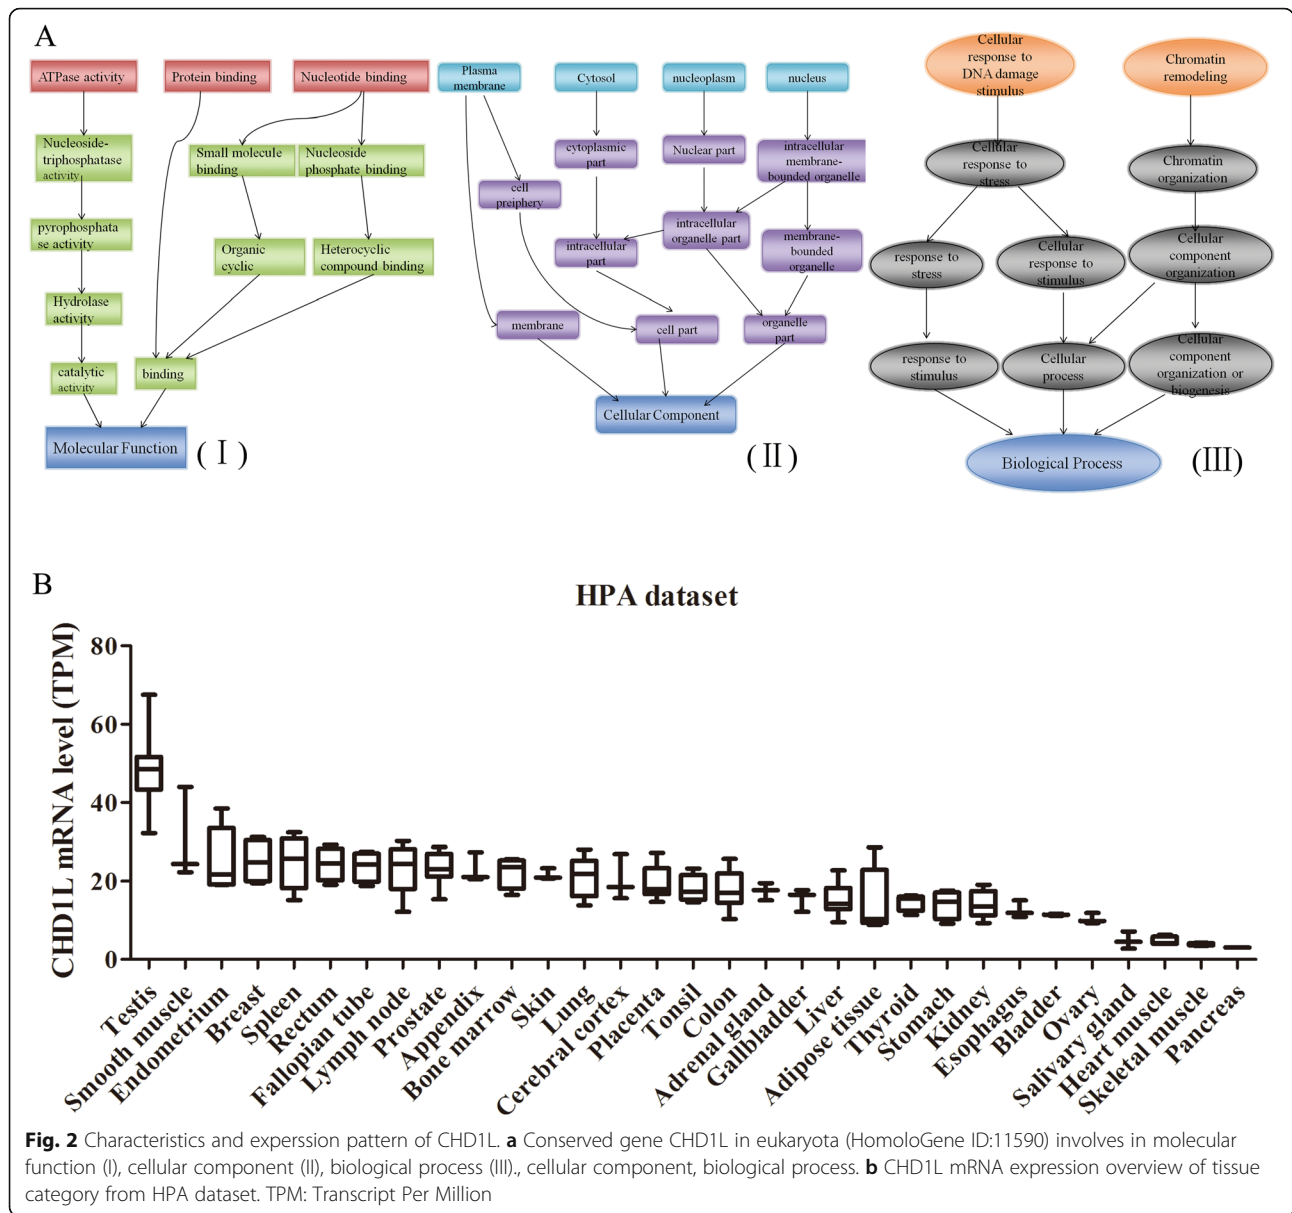 A
ATPase activity
Protein binding
Nucleotide binding
Nucleoside-
triphosphatase
activity
Small molecule
binding
Nucleoside
phosphate binding
pyrophosphata
se activity
Organic
cyclic
Heterocyclic
compound binding
Hydrolase
activity
catalytic
activity
binding
Molecular Function
(I)
Plasma
membrane
Cytosol
nucleoplasm
nucleus
cytoplasmic
part
Nuclear part
intracellular
membrane-
bounded organelle
cell
preiphery
intracellular
organelle part
intracellular
part
membrane-
bounded
organelle
membrane
cell part
organelle
part
Cellular Component
(II)
Cellular
response to
DNA damage
stimulus
Chromatin
remodeling
Cellular
response to
stress
Chromatin
organization
response to
stress
Cellular
response to
stimulus
Cellular
component
organization
response to
stimulus
Cellular
process
Cellular
component
organization or
biogenesis
Biological Process
(III)
B
HPA dataset
CHD1L mRNA level (TPM)
80
60
40
20
0
Testis
Smooth muscle
Endometrium
Breast
Spleen
Rectum
Fallopian tube
Lymph node
Prostate
Appendix
Bone marrow
Skin
Lung
Cerebral cortex
Placenta
Tonsil
Colon
Adrenal gland
Gallbladder
Liver
Adipose tissue
Thyroid
Stomach
Kidney
Esophagus
Bladder
Ovary
Salivary gland
Heart muscle
Skeletal muscle
Pancreas
Fig. 2 Characteristics and experssion pattern of CHD1L. a Conserved gene CHD1L in eukaryota (HomoloGene ID:11590) involves in molecular
function (I), cellular component (II), biological process (III)., cellular component, biological process. b CHD1L mRNA expression overview of tissue
category from HPA dataset. TPM: Transcript Per Million